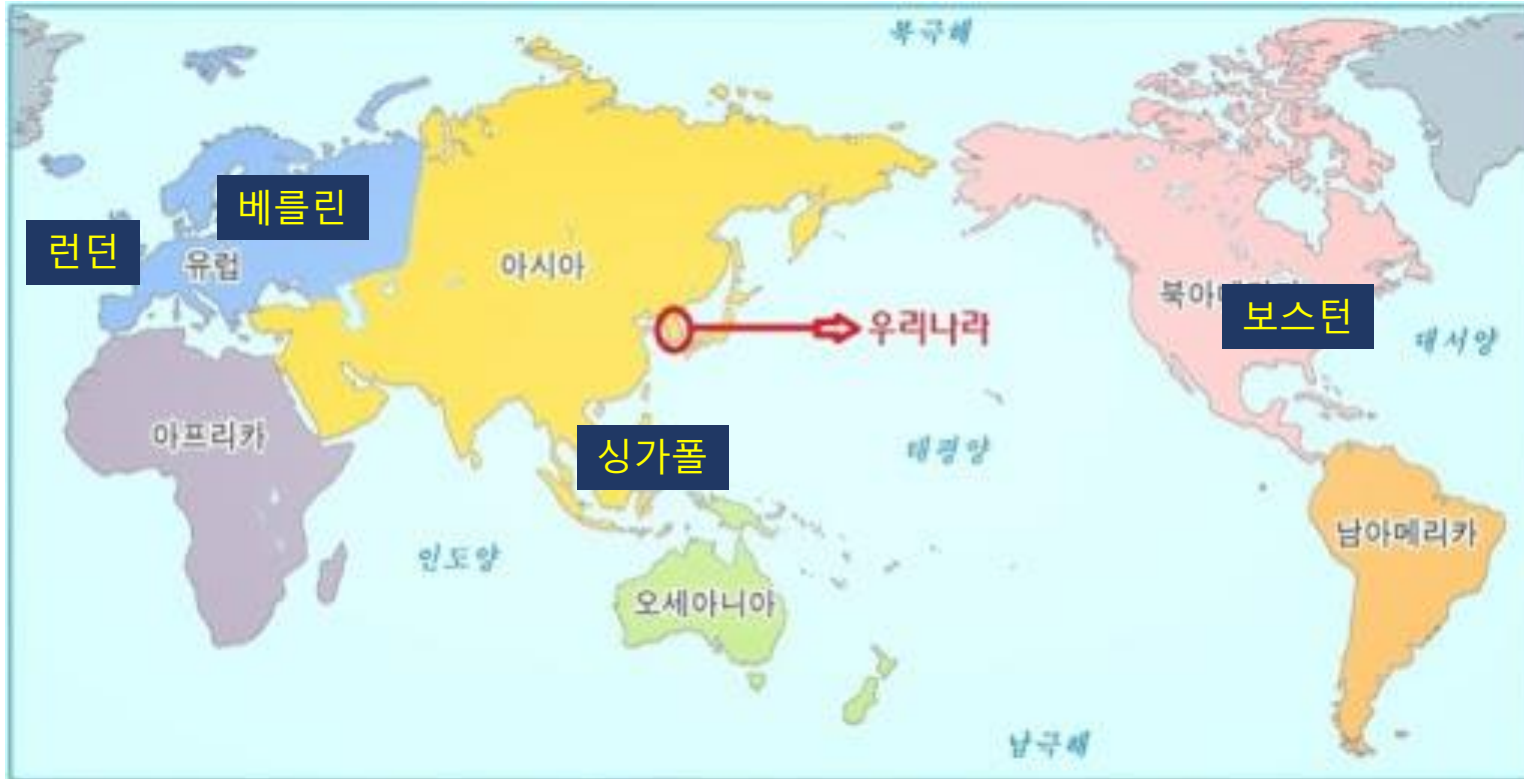 북극해
베를린
런던
유럽
아시아
우리나라
보스턴
대서양
아프리카
싱가폴
태평양
인도양
오세아니아
남아메리카
남극해